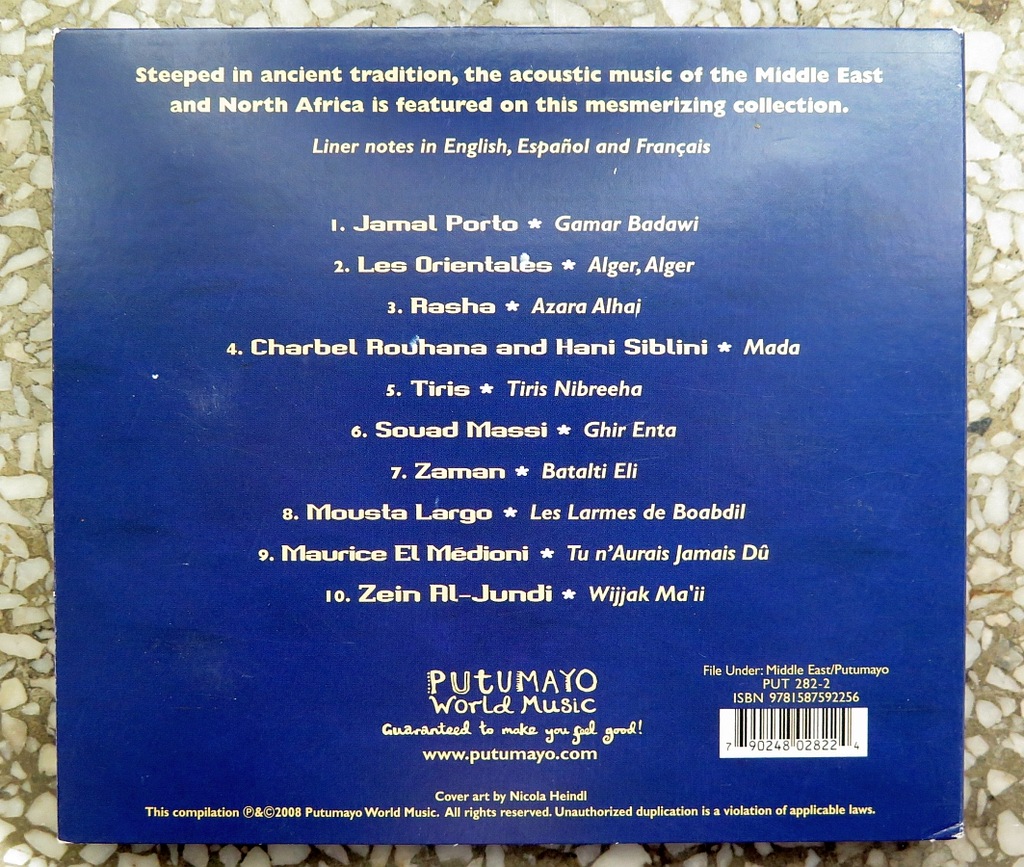 Steeped in ancient tradition, the acoustic music of the Middle East
and North Africa is featured on this mesmerizing collection.
Liner notes in English, Español and Français
1. Jamal Porto * Gamar Badawi
2. Les Orientales * Alger, Alger
3. Rasha * Azara Alhai
4. Charbel Rouhana and Hani Siblini * Mada
5. Tiris * Tiris Nibreeha
6. Souad Massi * Ghir Enta
7. Zaman * Batalti Eli
8. Mousta Largo * Les Larmes de Boabdil
9. Maurice El Médioni * Tu n'Aurais Jamais Dû
10. Zein Al-Jundi * Wijjak Ma'ii
PUTUMAYO
World Music
Guaranteed to make you feel good!
www.putumayo.com
File Under: Middle East/Putumayo
PUT 282-2
ISBN 9781587592256
7 90248 02822 4
Cover art by Nicola Heindl
This compilation ℗&©2008 Putumayo World Music. All rights reserved. Unauthorized duplication is a violation of applicable laws.